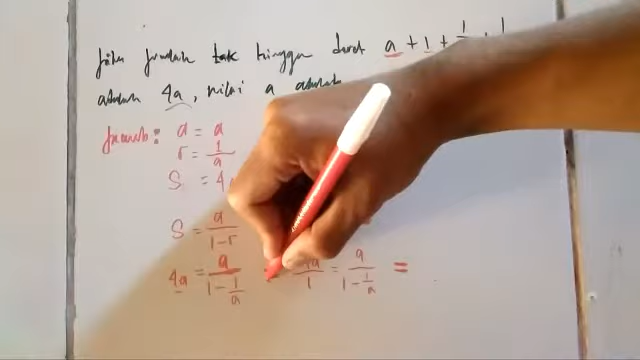 Jika jumlah tak hingga deret a + 1 + 1
adalah 4a, nilai a adalah
Jawab: a = a
r = 1/a
S = 4
S = a/(1-r)
4a = a/(1-1/a) 4a/1 = a/(1-1/a) =